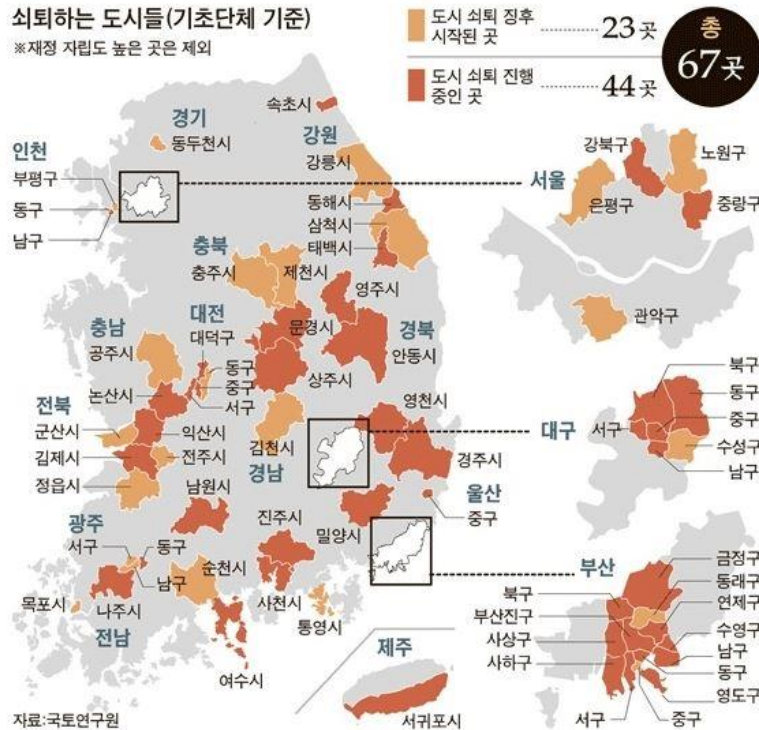 쇠퇴하는 도시들(기초단체 기준)
※재정 자립도 높은 곳은 제외
도시 쇠퇴 징후
시작된 곳
23곳
도시 쇠퇴 진행
중인 곳
44곳
총
67곳
속초시
경기
동두천시
강원
강릉시
인천
부평구
동구
남구
동해시
삼척시
태백시
충북
충주시
제천시
영주시
대전
대덕구
동구
중구
서구
문경시
경북
안동시
상주시
충남
공주시
논산시
전북
군산시
익산시
김제시
전주시
정읍시
김천시
영천시
경주시
경남
남원시
진주시
밀양시
울산
중구
광주
서구
동구
남구
순천시
사천시
통영시
목포시
나주시
전남
여수시
서울
강북구
노원구
은평구
중랑구
관악구
대구
북구
동구
중구
서구
수성구
남구
부산
금정구
동래구
연제구
북구
부산진구
사상구
사하구
수영구
남구
동구
영도구
서구
중구
제주
서귀포시
자료:국토연구원